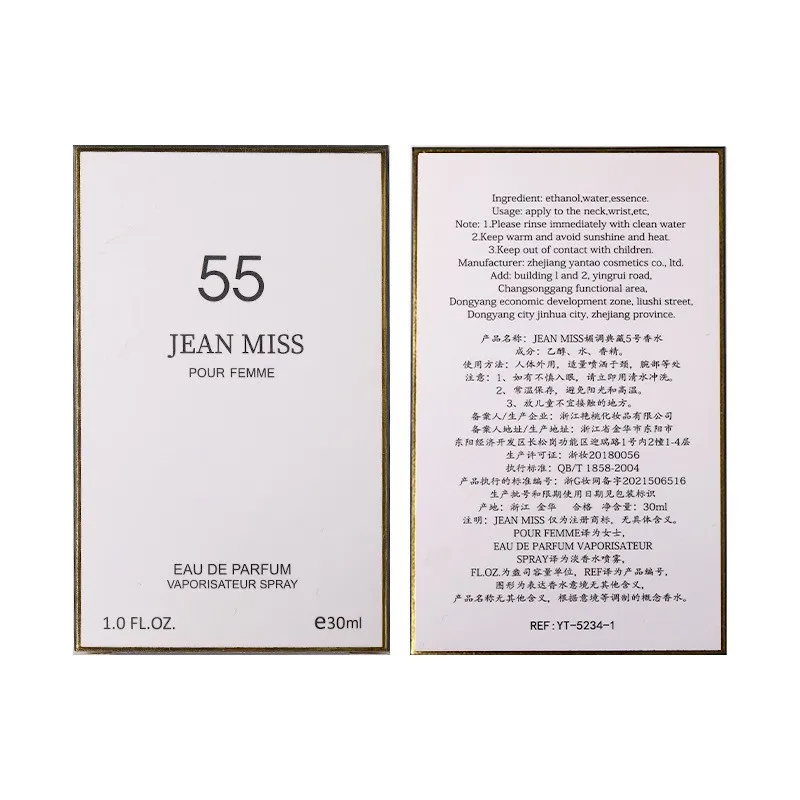 55
JEAN MISS
POUR FEMME
EAU DE PARFUM
VAPORISATEUR SPRAY
1.0 FL.OZ.
℮30ml
Ingredient: ethanol,water,essence.
Usage: apply to the neck,wrist,etc,
Note: 1.Please rinse immediately with clean water
2.Keep warm and avoid sunshine and heat.
3.Keep out of contact with children.
Manufacturer: zhejiang yantao cosmetics co., ltd.
Add: building l and 2, yingrui road,
Changsonggang functional area,
Dongyang economic development zone, liushi street,
Dongyang city jinhua city, zhejiang province.
产品名称：JEAN MISS媚调典藏5号香水
成分：乙醇、水、香精。
使用方法：人体外用，适量喷洒于颈，腕部等处
注意：1、如有不慎入眼，请立即用清水冲洗。
2、常温保存，避免阳光和高温。
3、放儿童不宜接触的地方。
备案人/生产企业：浙江艳桃化妆品有限公司
备案人地址/生产地址：浙江省金华市东阳市
东阳经济开发区长松岗功能区迎瑞路1号内2幢1-4层
生产许可证：浙妆20180056
执行标准：QB/T 1858-2004
产品执行的标准编号：浙G妆网备字2021506516
生产批号和限期使用日期见包装标识
产地：浙江 金华 合格 净含量：30ml
注明：JEAN MISS 仅为注册商标，无具体含义。
POUR FEMME译为女士，
EAU DE PARFUM VAPORISATEUR
SPRAY译为淡香水喷雾，
FL.OZ.为盎司容量单位，REF译为产品编号，
图形为表达香水意境无其他含义，
产品名称无其他含义，根据意境等调制的概念香水。
REF:YT-5234-1